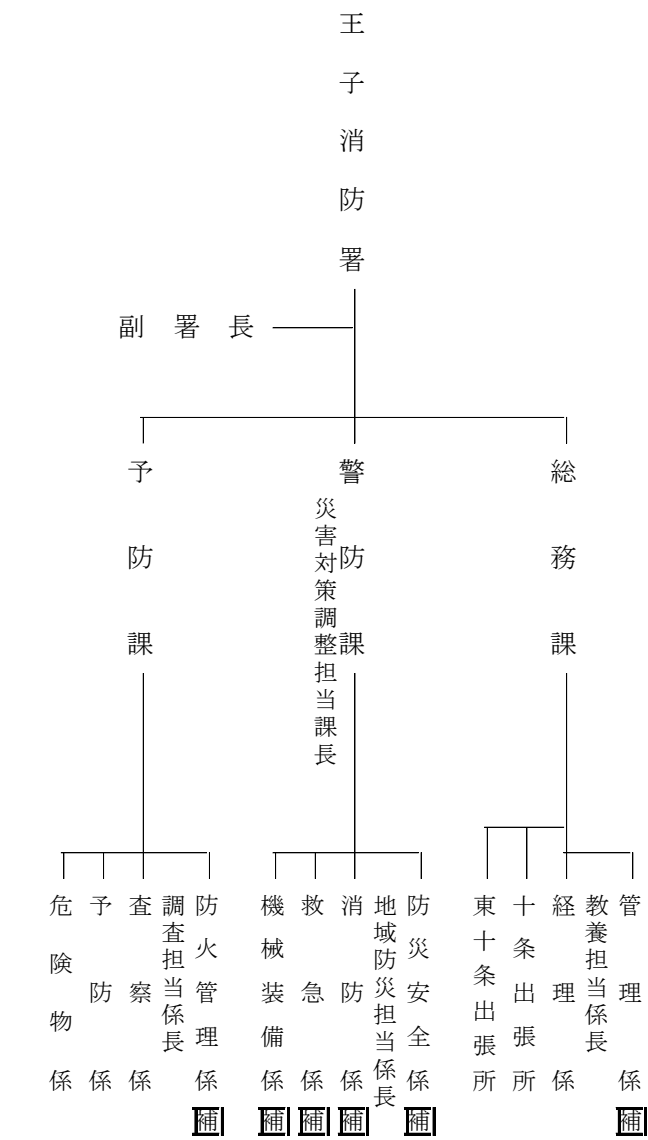 王子消防署
副署長
総務課
警防課
災害対策調整担当課長
予防課
管理係 補
教養担当係長
経理係
十条出張所
東十条出張所
防災安全係 補
地域防災担当係長
消防係 補
救急係 補
機械装備係 補
防火管理係 補
調査担当係長
査察係
予防係
危険物係